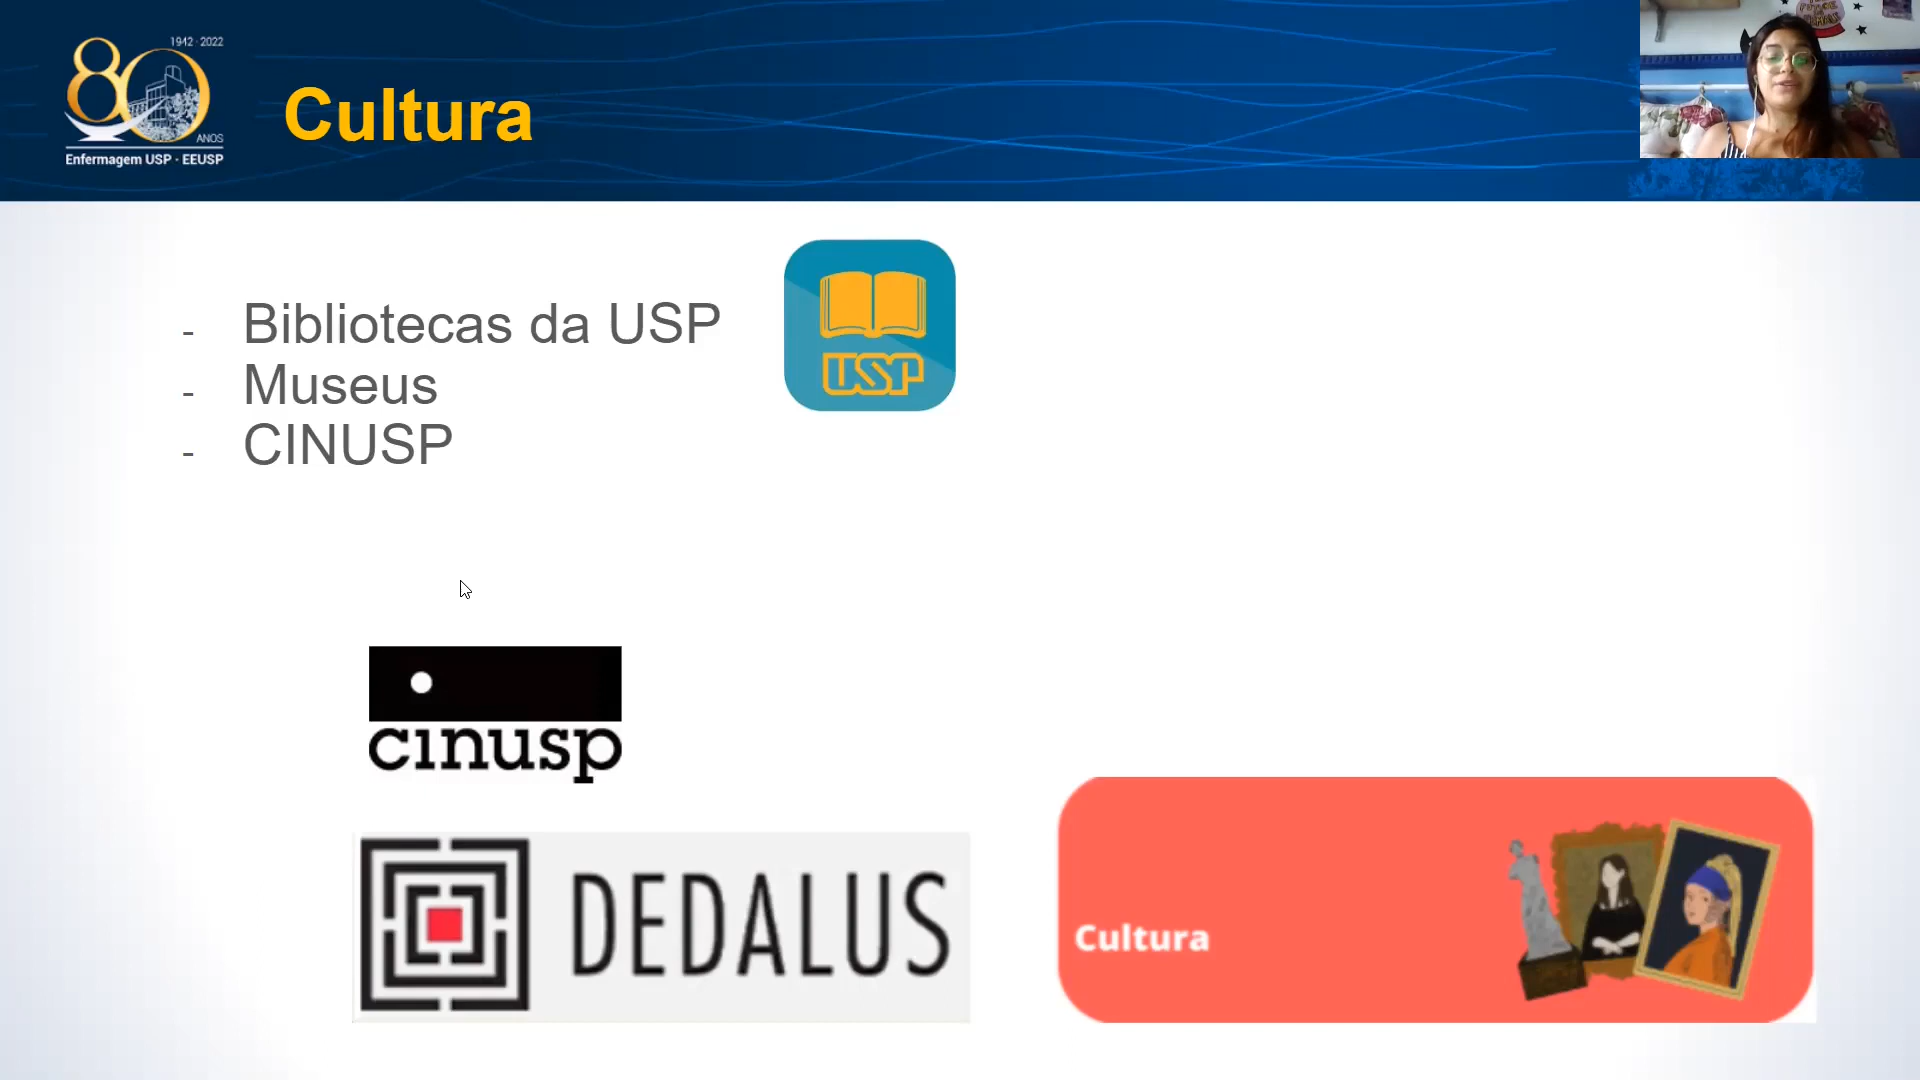 1942 · 2022
80
ANOS
Enfermagem USP · EEUSP
Cultura
- Bibliotecas da USP
- Museus
- CINUSP
USP
cinusp
DEDALUS
Cultura